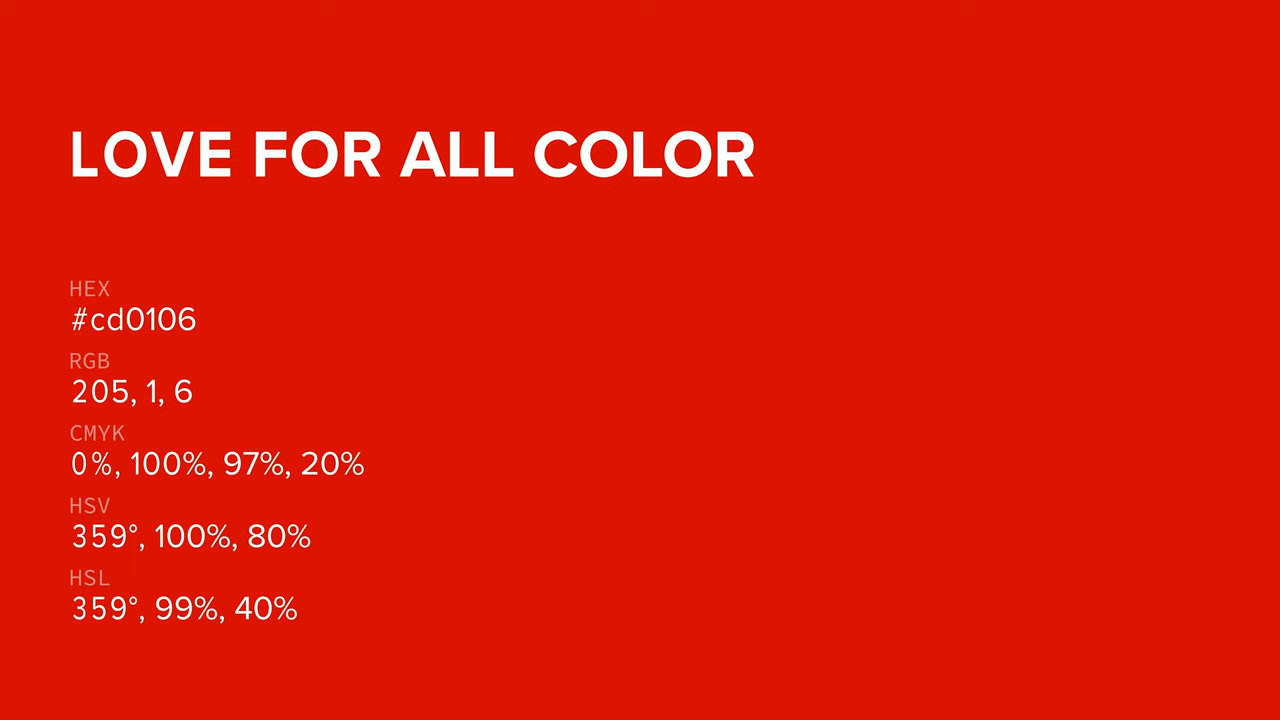 LOVE FOR ALL COLOR
HEX
#cd0106
RGB
205, 1, 6
CMYK
0%, 100%, 97%, 20%
HSV
359°, 100%, 80%
HSL
359°, 99%, 40%